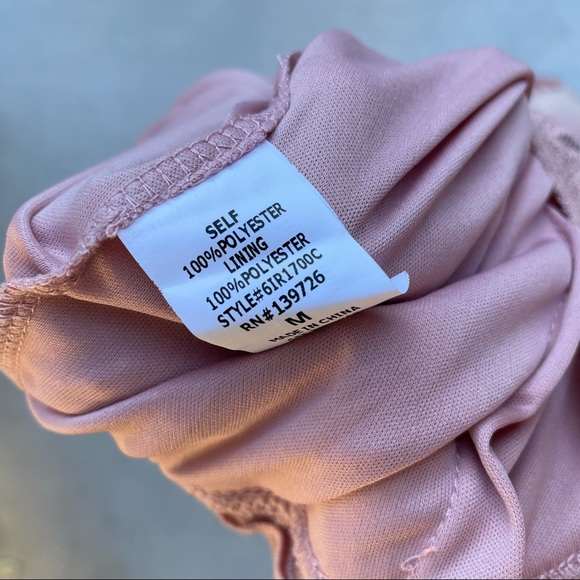 SELF
100%POLYESTER
LINING
100%POLYESTER
STYLE#6IR1700C
RN#139726
M
MADE IN CHINA